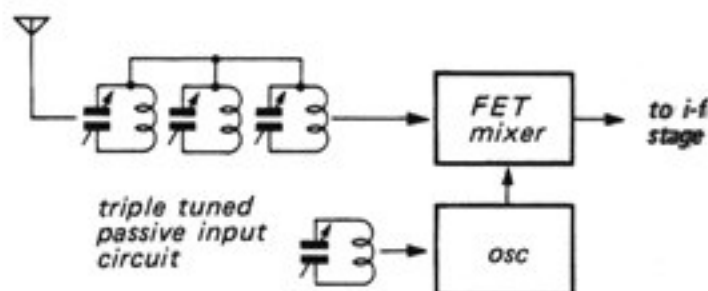 FET
mixer
to i-f
stage
triple tuned
passive input
circuit
osc